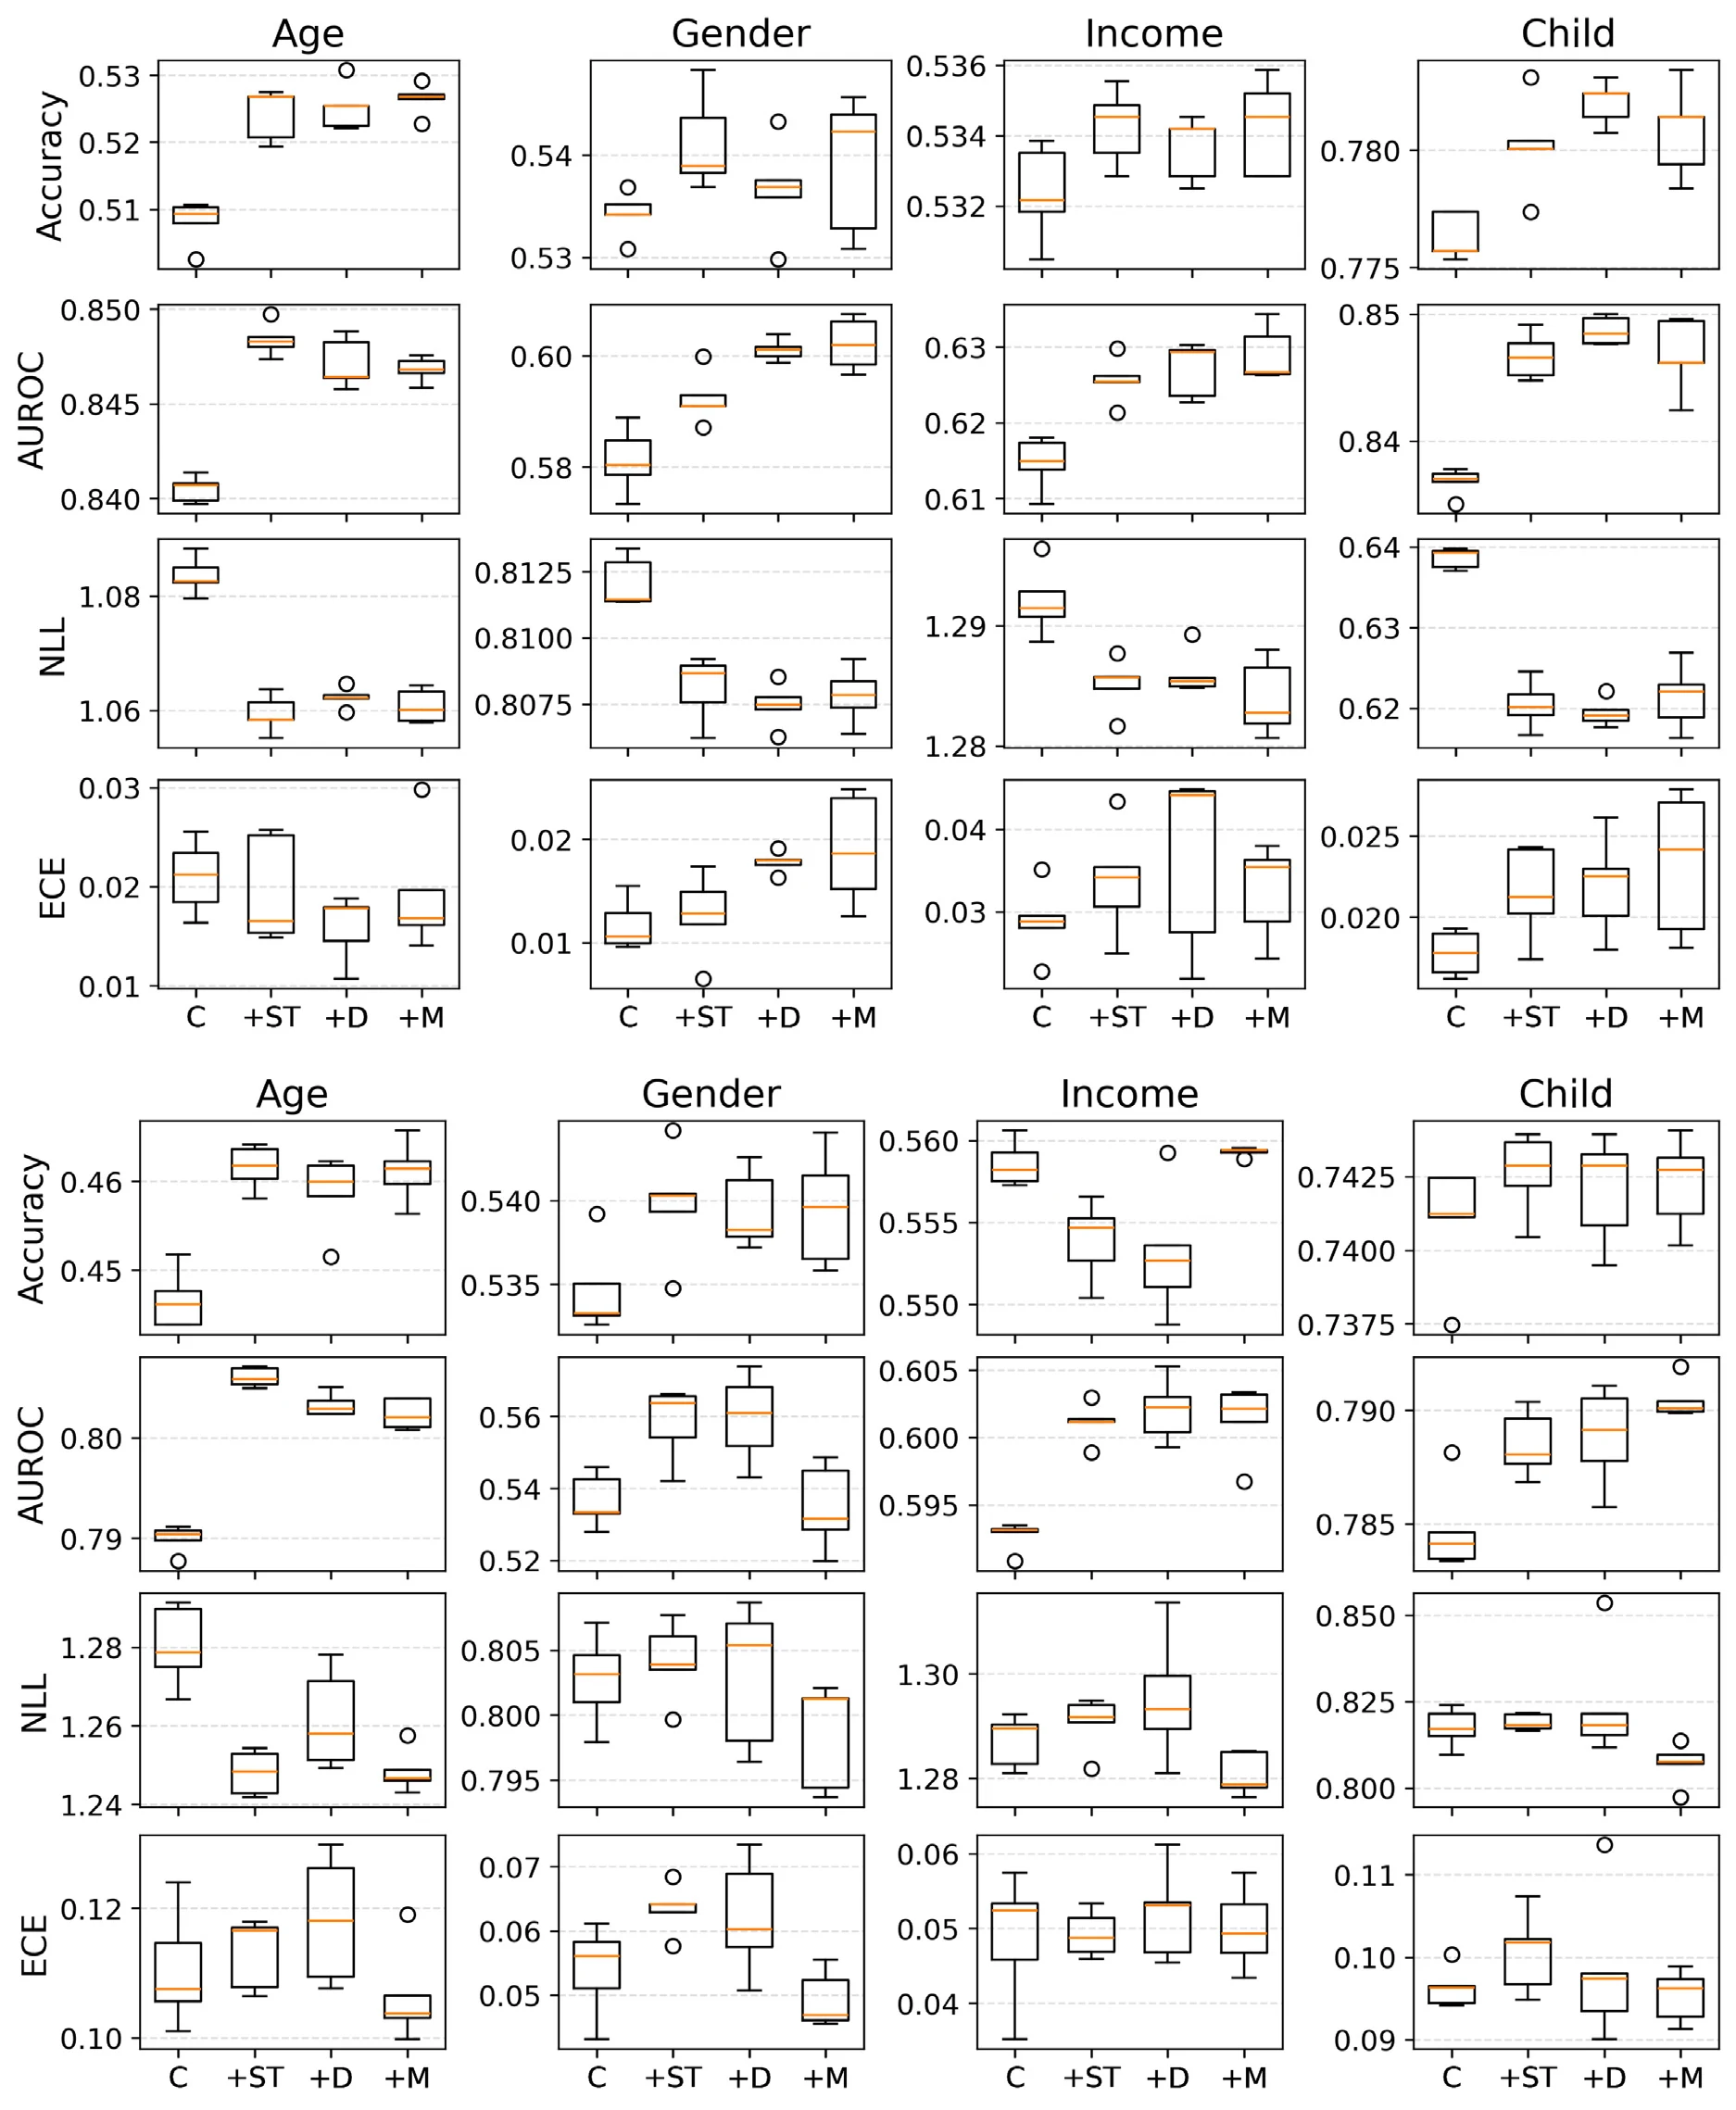 Age Gender Income Child
Accuracy
0.53 0.52 0.51
0.54 0.53
0.536 0.534 0.532
0.780 0.775
AUROC
0.850 0.845 0.840
0.60 0.58
0.63 0.62 0.61
0.85 0.84
NLL
1.08 1.06
0.8125 0.8100 0.8075
1.29 1.28
0.64 0.63 0.62
ECE
0.03 0.02 0.01
0.02 0.01
0.04 0.03
0.025 0.020
C +ST +D +M C +ST +D +M C +ST +D +M C +ST +D +M
Age Gender Income Child
Accuracy
0.46 0.45
0.540 0.535
0.560 0.555 0.550
0.7425 0.7400 0.7375
AUROC
0.80 0.79
0.56 0.54 0.52
0.605 0.600 0.595
0.790 0.785
NLL
1.28 1.26 1.24
0.805 0.800 0.795
1.30 1.28
0.850 0.825 0.800
ECE
0.12 0.10
0.07 0.06 0.05
0.06 0.05 0.04
0.11 0.10 0.09
C +ST +D +M C +ST +D +M C +ST +D +M C +ST +D +M